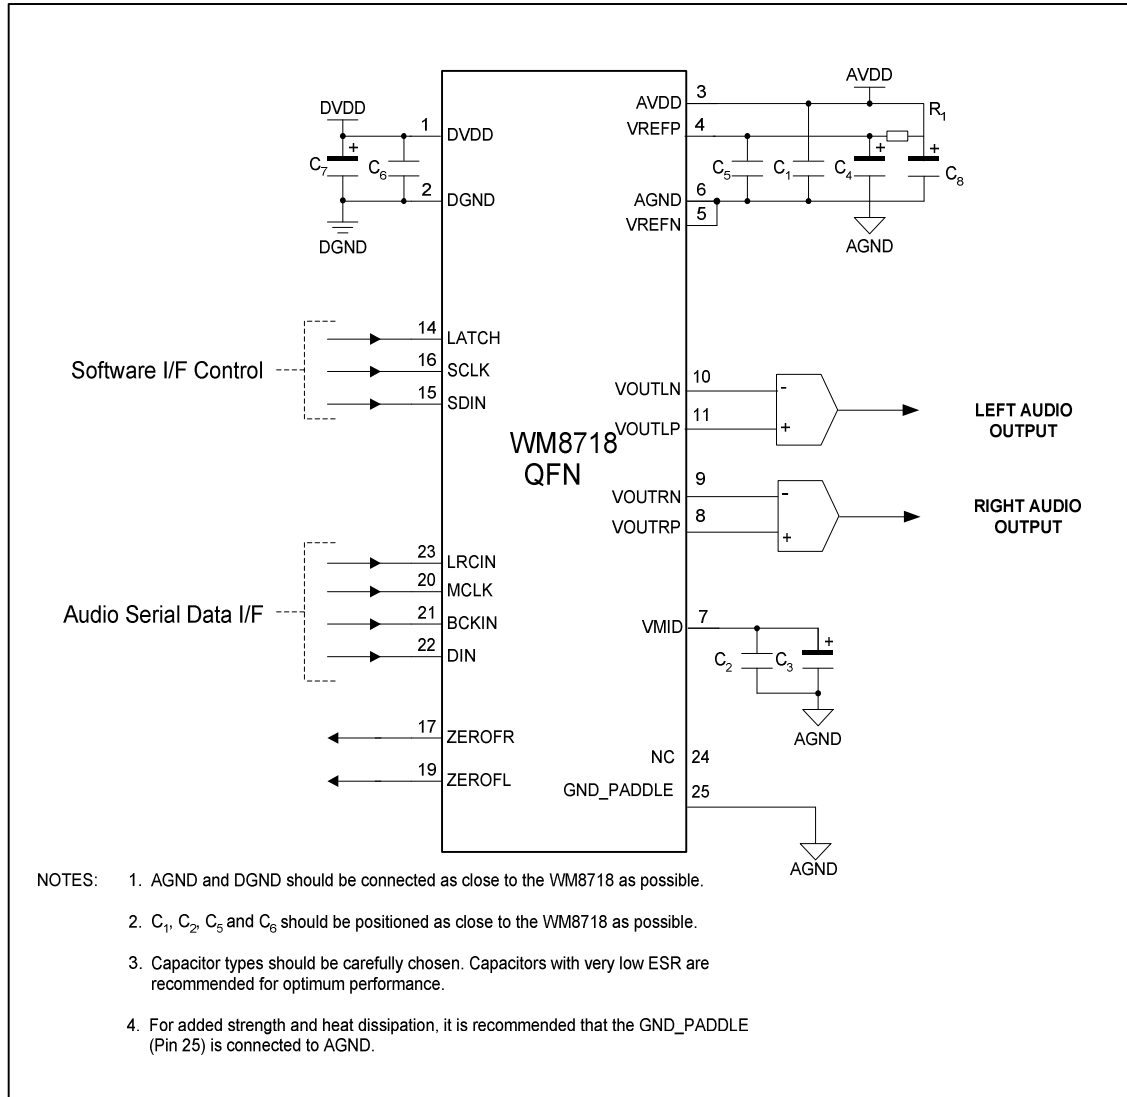 DVDD
C7
+
C6
1
DVDD
2
DGND
DGND
AVDD
3
AVDD
R1
VREFP
4
C5
C1
C4
+
+
C8
AGND
6
VREFN
5
AGND
Software I/F Control
14
LATCH
16
SCLK
15
SDIN
WM8718
QFN
VOUTLN
10
-
VOUTLP
11
+
LEFT AUDIO
OUTPUT
VOUTRN
9
-
VOUTRP
8
+
RIGHT AUDIO
OUTPUT
Audio Serial Data I/F
23
LRCIN
20
MCLK
21
BCKIN
22
DIN
VMID
7
C2
C3
+
AGND
17
ZEROFR
19
ZEROFL
NC
24
GND_PADDLE
25
AGND
NOTES:
1. AGND and DGND should be connected as close to the WM8718 as possible.
2. C1, C2, C5 and C6 should be positioned as close to the WM8718 as possible.
3. Capacitor types should be carefully chosen. Capacitors with very low ESR are
recommended for optimum performance.
4. For added strength and heat dissipation, it is recommended that the GND_PADDLE
(Pin 25) is connected to AGND.